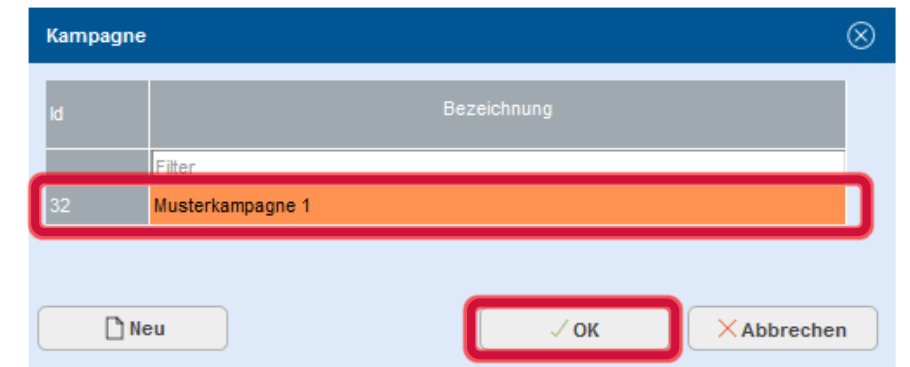 Kampagne
Id Bezeichnung
Filter
32 Musterkampagne 1
Neu OK Abbrechen